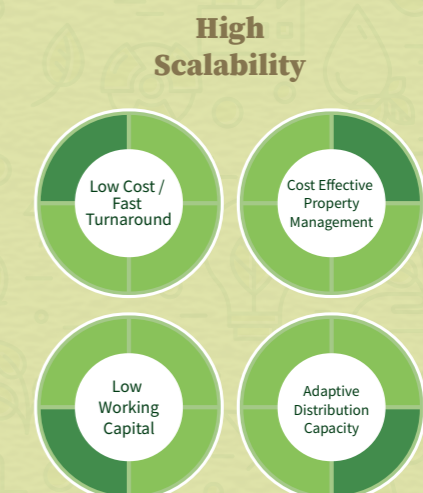 High
Scalability
Low Cost /
Fast
Turnaround
Cost Effective
Property
Management
Low
Working
Capital
Adaptive
Distribution
Capacity